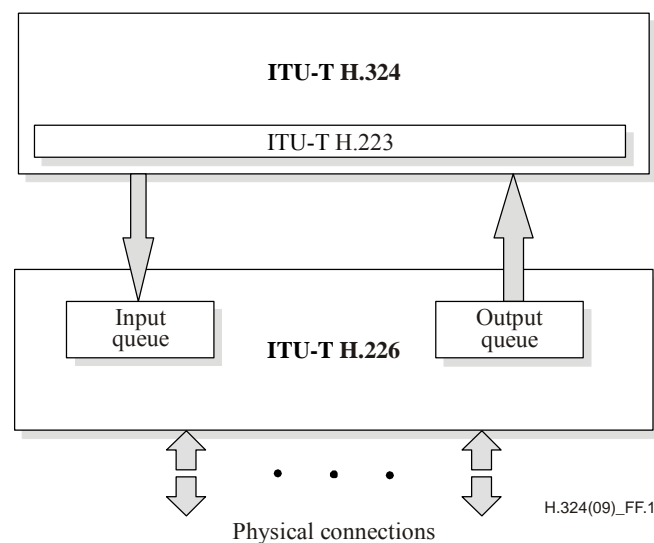 ITU-T H.324
ITU-T H.223
Input
queue
ITU-T H.226
Output
queue
H.324(09)_FF.1
Physical connections